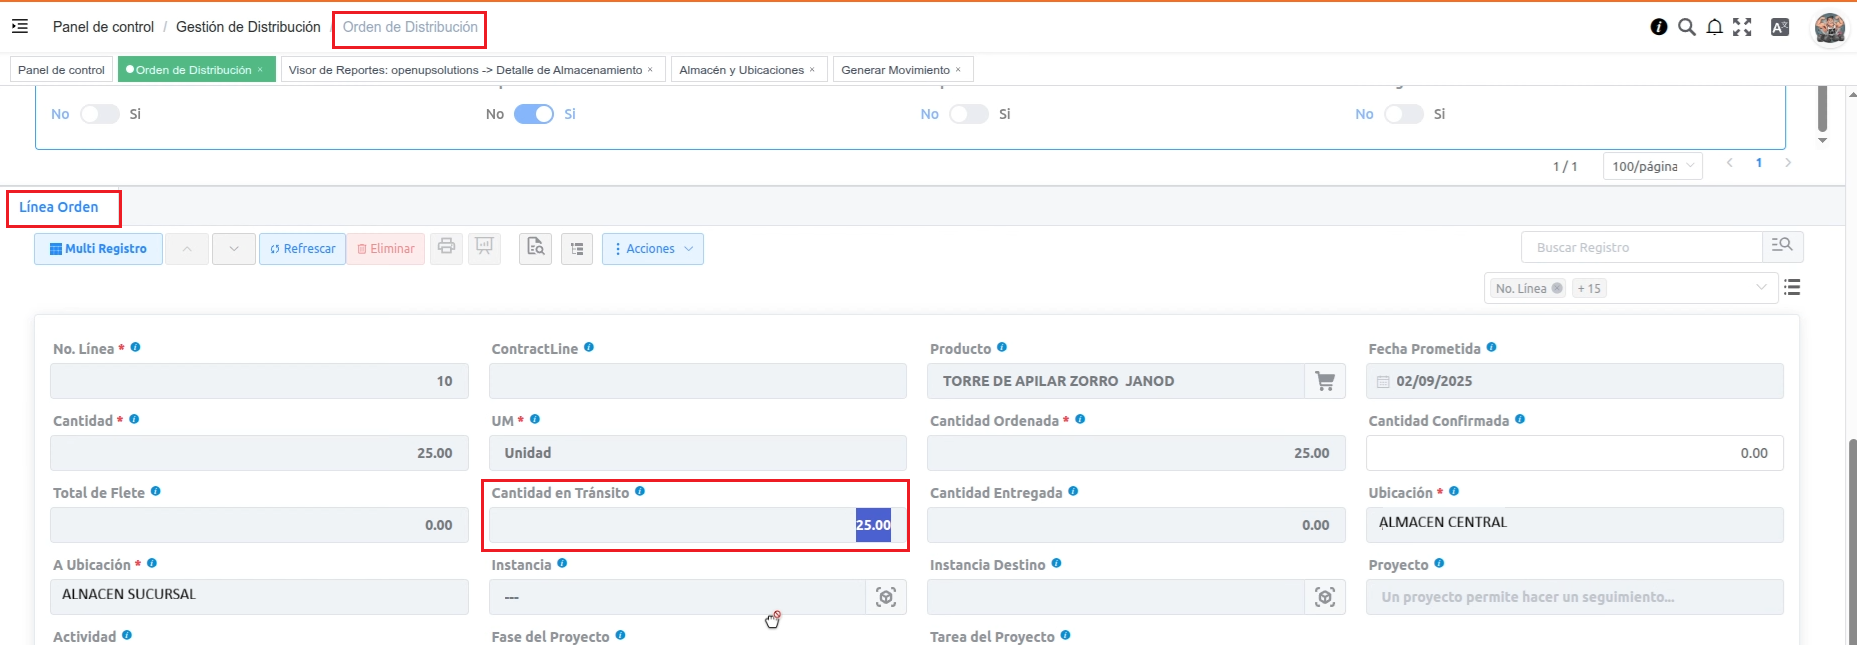 Panel de control / Gestión de Distribución / Orden de Distribución
Panel de control Orden de Distribución × Visor de Reportes: openupsolutions -> Detalle de Almacenamiento × Almacén y Ubicaciones × Generar Movimiento ×
No Si No Si No Si No Si
1 / 1 100/página < 1 >
Línea Orden
Multi Registro Refrescar Eliminar Acciones Buscar Registro
No. Línea + 15
No. Línea * ContractLine Producto Fecha Prometida
10 TORRE DE APILAR ZORRO JANOD 02/09/2025
Cantidad * UM * Cantidad Ordenada * Cantidad Confirmada
25.00 Unidad 25.00 0.00
Total de Flete Cantidad en Tránsito Cantidad Entregada Ubicación *
0.00 25.00 0.00 ALMACEN CENTRAL
A Ubicación * Instancia Instancia Destino Proyecto
ALNACEN SUCURSAL --- Un proyecto permite hacer un seguimiento...
Actividad Fase del Proyecto Tarea del Proyecto